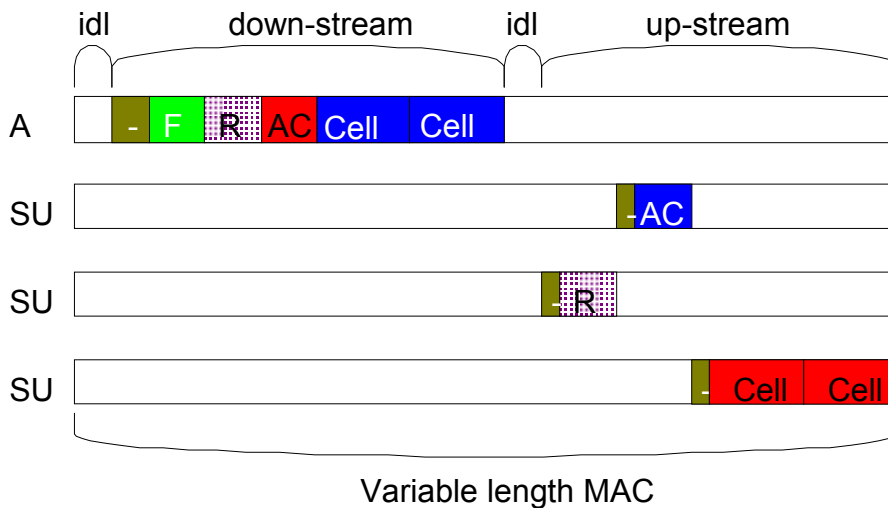 idl down-stream idl up-stream
A - F R AC Cell Cell
SU - AC
SU - R
SU - Cell Cell
Variable length MAC